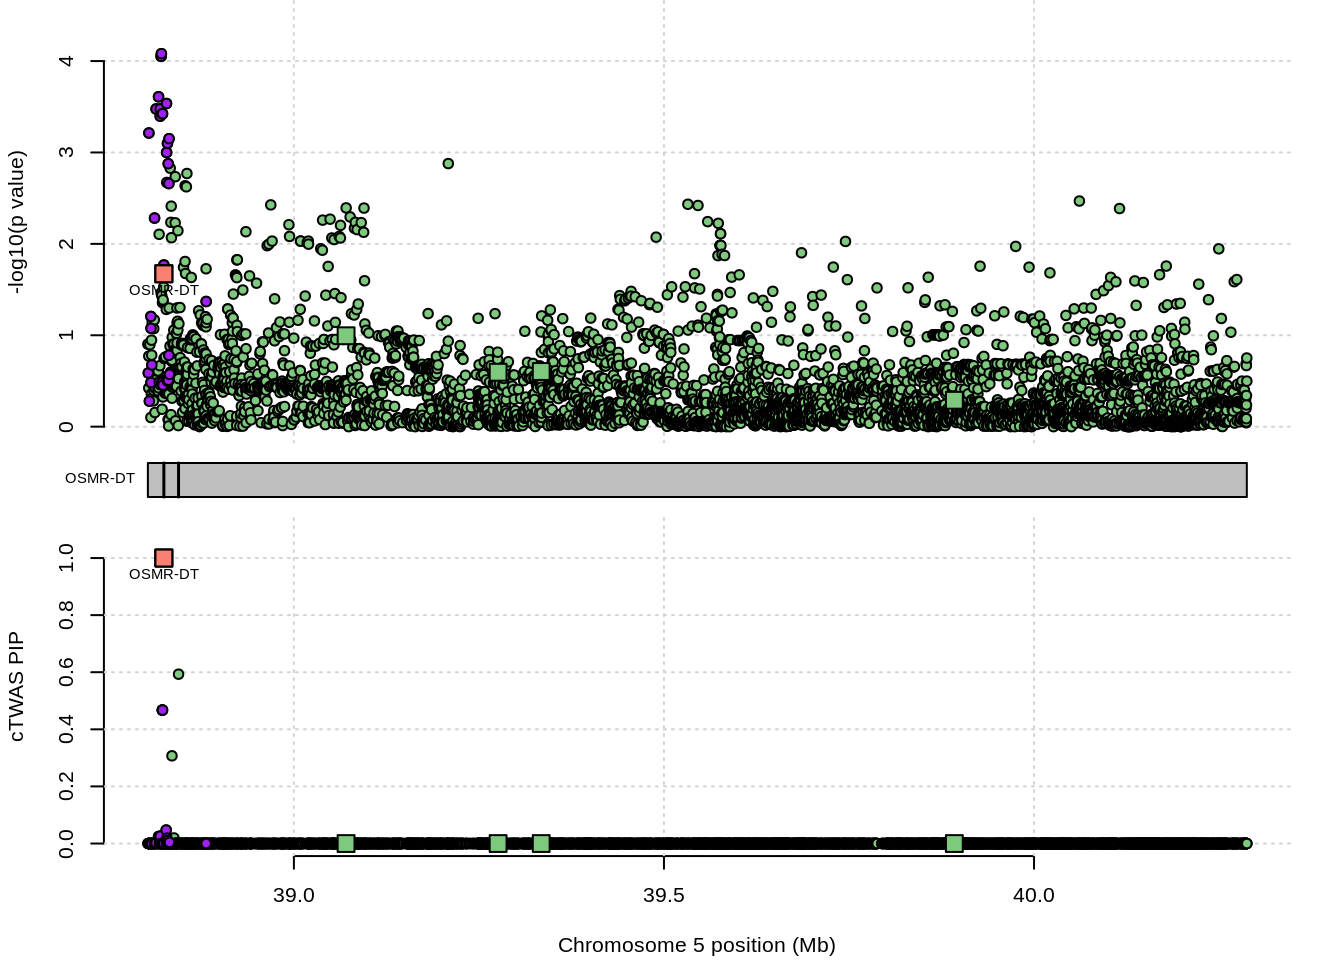 4
3
2
1
0
-log10(p value)
OSMR-DT
OSMR-DT
1.0
0.8
0.6
0.4
0.2
0.0
cTWAS PIP
OSMR-DT
39.0 39.5 40.0
Chromosome 5 position (Mb)